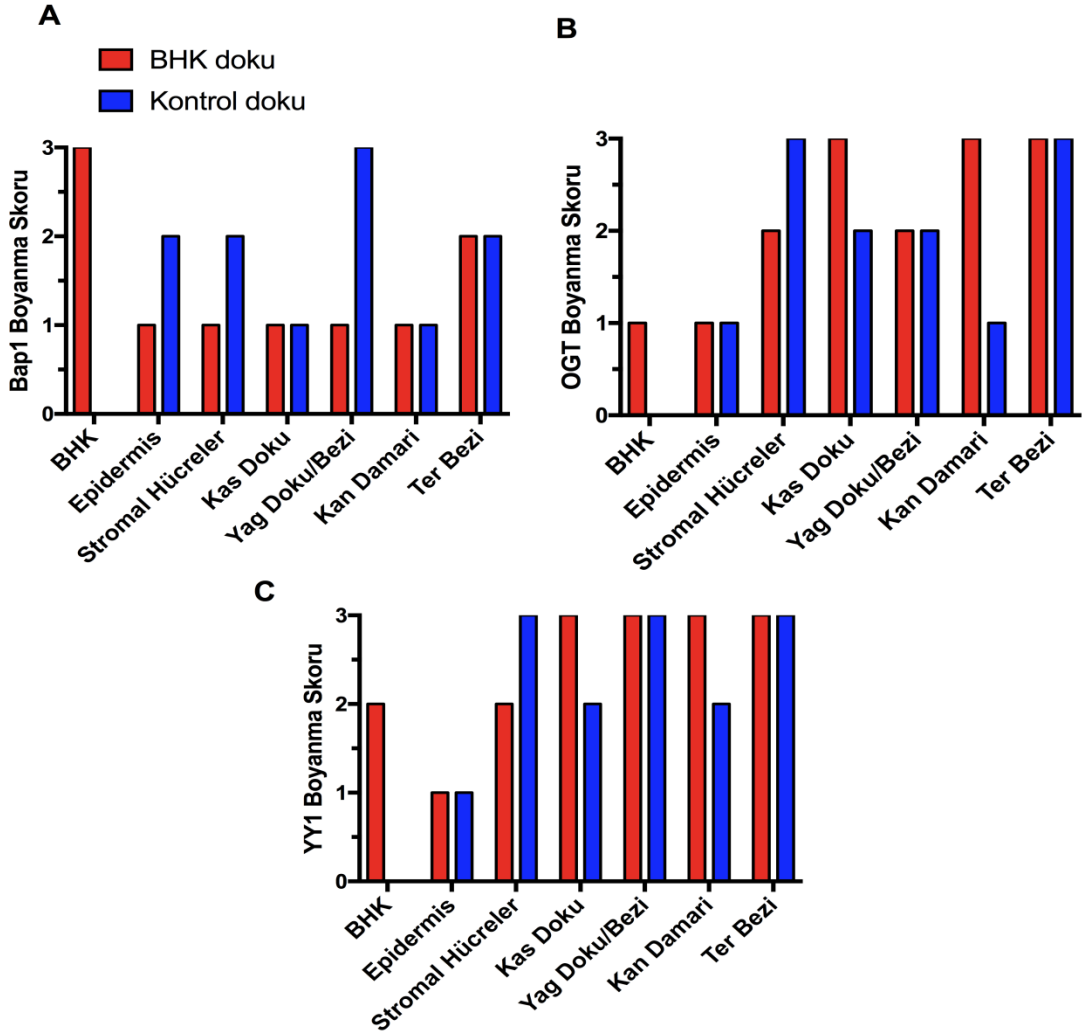 A
BHK doku
Kontrol doku
Bap1 Boyanma Skoru
3
2
1
0
BHK
Epidermis
Stromal Hücreler
Kas Doku
Yag Doku/Bezi
Kan Damari
Ter Bezi
B
OGT Boyanma Skoru
3
2
1
0
BHK
Epidermis
Stromal Hücreler
Kas Doku
Yag Doku/Bezi
Kan Damari
Ter Bezi
C
YY1 Boyanma Skoru
3
2
1
0
BHK
Epidermis
Stromal Hücreler
Kas Doku
Yag Doku/Bezi
Kan Damari
Ter Bezi